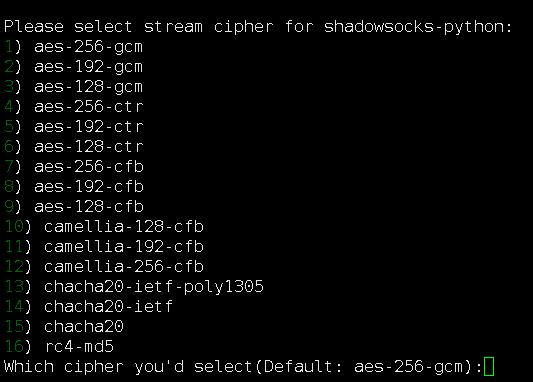 Please select stream cipher for shadowsocks-python:
1) aes-256-gcm
2) aes-192-gcm
3) aes-128-gcm
4) aes-256-ctr
5) aes-192-ctr
6) aes-128-ctr
7) aes-256-cfb
8) aes-192-cfb
9) aes-128-cfb
10) camellia-128-cfb
11) camellia-192-cfb
12) camellia-256-cfb
13) chacha20-ietf-poly1305
14) chacha20-ietf
15) chacha20
16) rc4-md5
Which cipher you'd select(Default: aes-256-gcm):